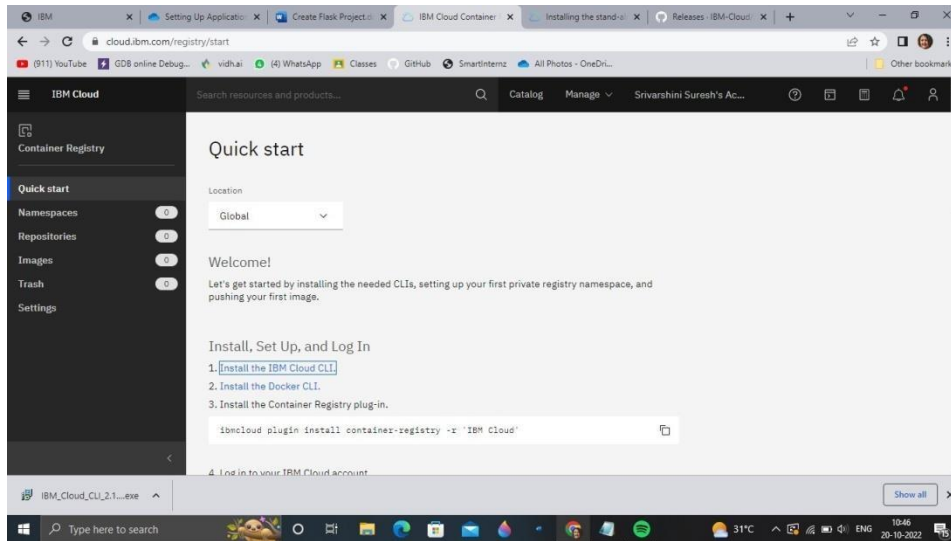 IBM
Setting Up Applicatio
Create Flask Project.d
IBM Cloud Container
Installing the stand-al
Releases · IBM-Cloud/
cloud.ibm.com/registry/start
(911) YouTube
GDB online Debug...
vidh.ai
(4) WhatsApp
Classes
GitHub
SmartInternz
All Photos - OneDri...
Other bookmark
IBM Cloud
Search resources and products...
Catalog
Manage
Srivarshini Suresh's Ac...
Container Registry
Quick start
Namespaces 0
Repositories 0
Images 0
Trash 0
Settings
Quick start
Location
Global
Welcome!
Let's get started by installing the needed CLIs, setting up your first private registry namespace, and
pushing your first image.
Install, Set Up, and Log In
1. Install the IBM Cloud CLI.
2. Install the Docker CLI.
3. Install the Container Registry plug-in.
ibmcloud plugin install container-registry -r 'IBM Cloud'
4. Log in to your IBM Cloud account
IBM_Cloud_CLI_2.1....exe
Show all
Type here to search
31°C
ENG
10:46
20-10-2022